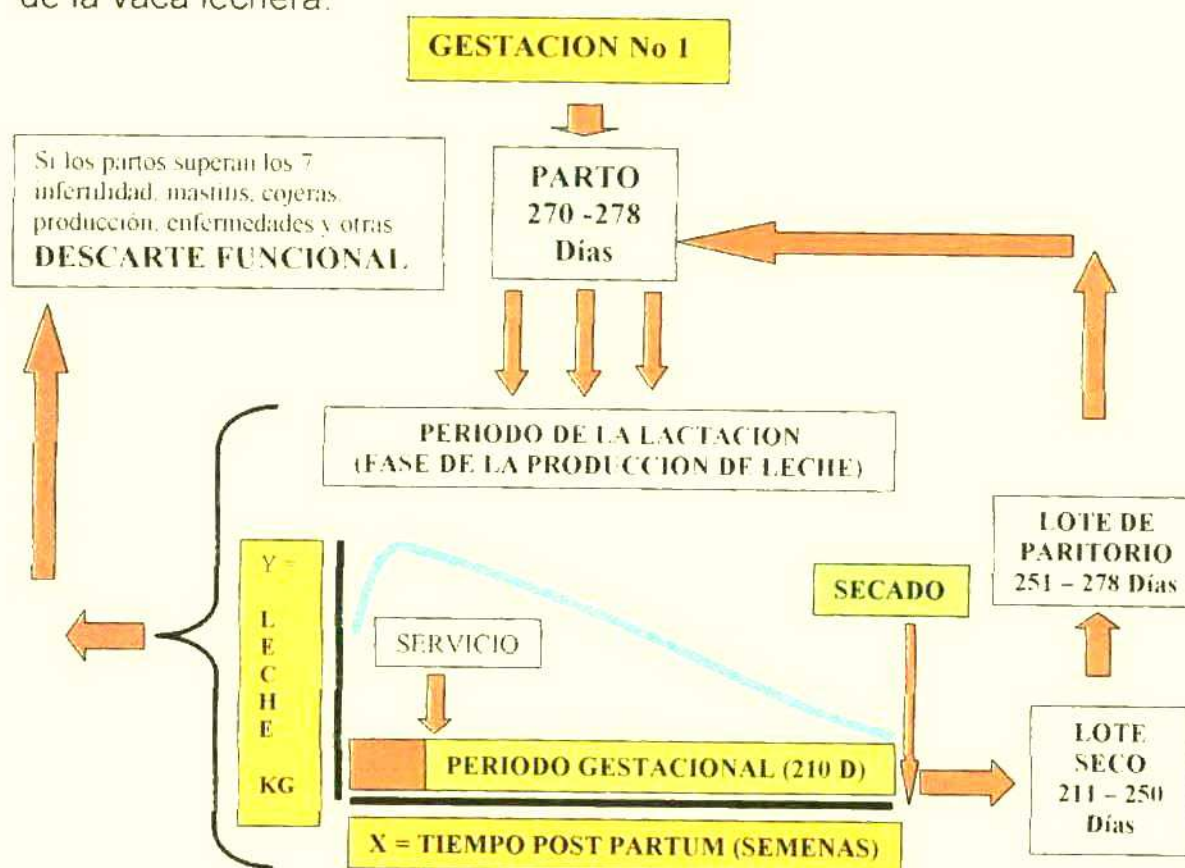 de la vaca lechera.
GESTACION No 1
Si los partos superan los 7
infertilidad, mastitis, cojeras,
producción, enfermedades y otras
DESCARTE FUNCIONAL
PARTO
270 -278
Días
PERIODO DE LA LACTACION
(FASE DE LA PRODUCCION DE LECHE)
Y =
L
E
C
H
E
KG
SERVICIO
SECADO
LOTE DE
PARITORIO
251 – 278 Días
PERIODO GESTACIONAL (210 D)
LOTE
SECO
211 – 250
Días
X = TIEMPO POST PARTUM (SEMENAS)